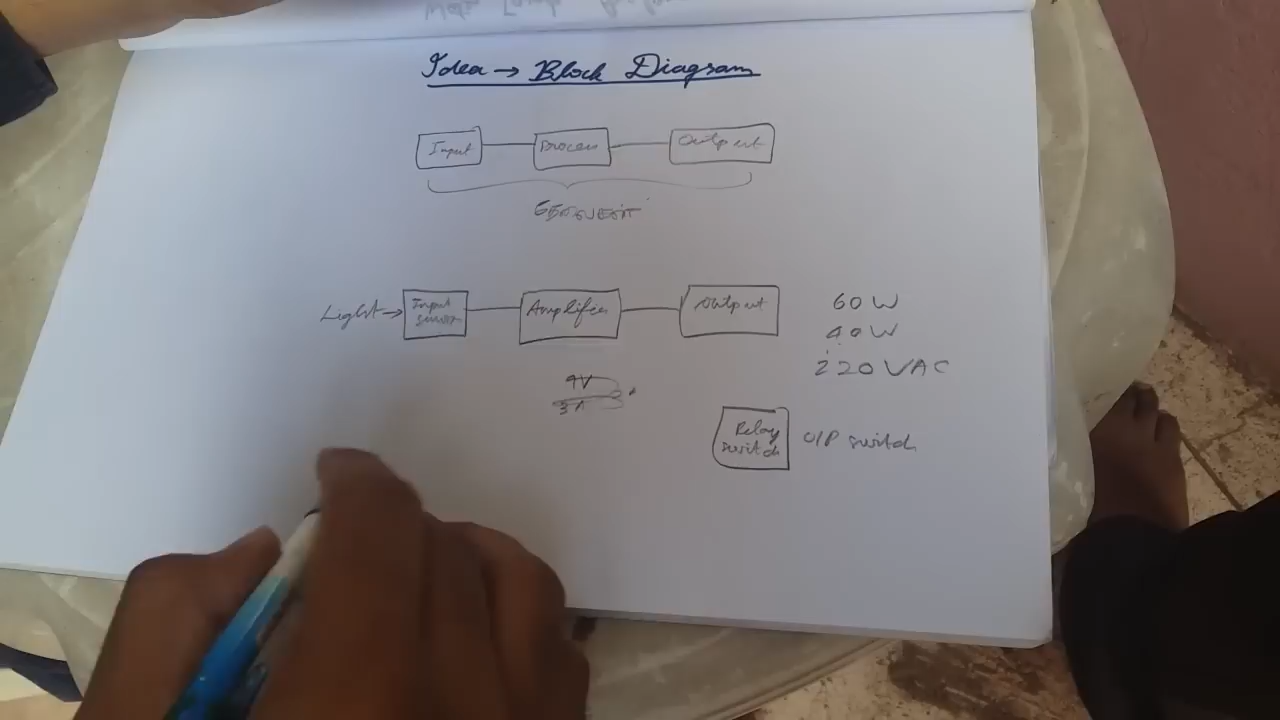 Idea → Block Diagram
Input Process Output
Light → Input sensor Amplifier Output
60 W
40 W
220 VAC
9V
Relay switch O/P switch